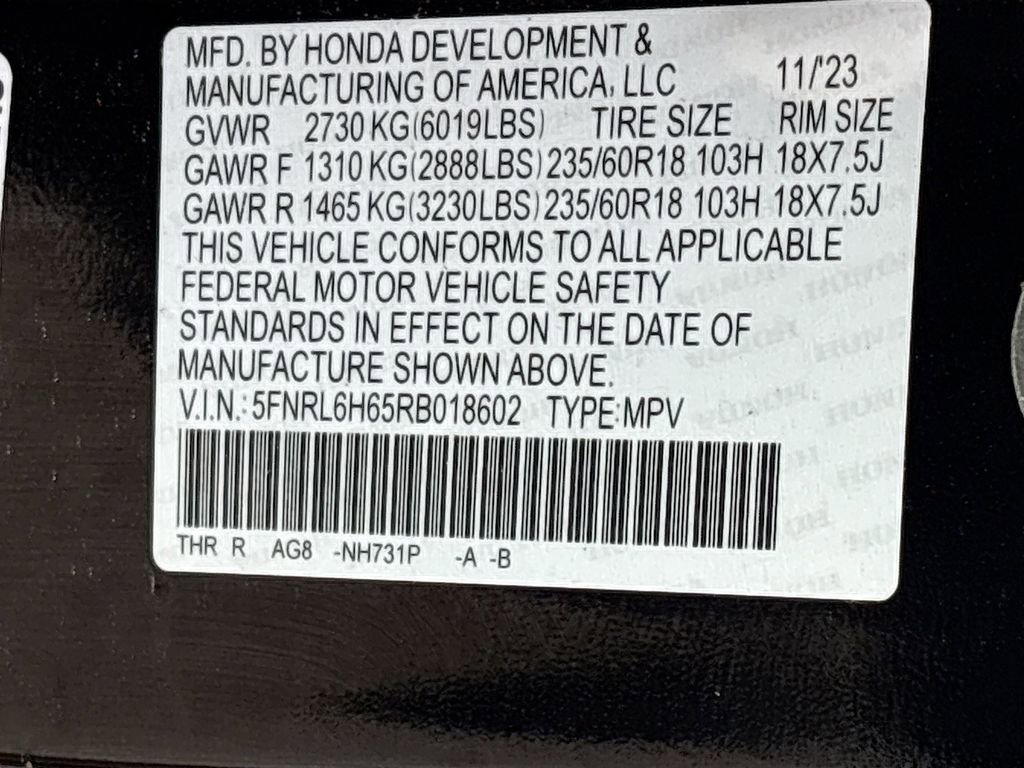 MFD. BY HONDA DEVELOPMENT &
MANUFACTURING OF AMERICA, LLC 11/'23
GVWR 2730 KG(6019LBS) TIRE SIZE RIM SIZE
GAWR F 1310 KG(2888LBS) 235/60R18 103H 18X7.5J
GAWR R 1465 KG(3230LBS) 235/60R18 103H 18X7.5J
THIS VEHICLE CONFORMS TO ALL APPLICABLE
FEDERAL MOTOR VEHICLE SAFETY
STANDARDS IN EFFECT ON THE DATE OF
MANUFACTURE SHOWN ABOVE.
V.I.N.: 5FNRL6H65RB018602 TYPE:MPV
THR R AG8 -NH731P -A -B